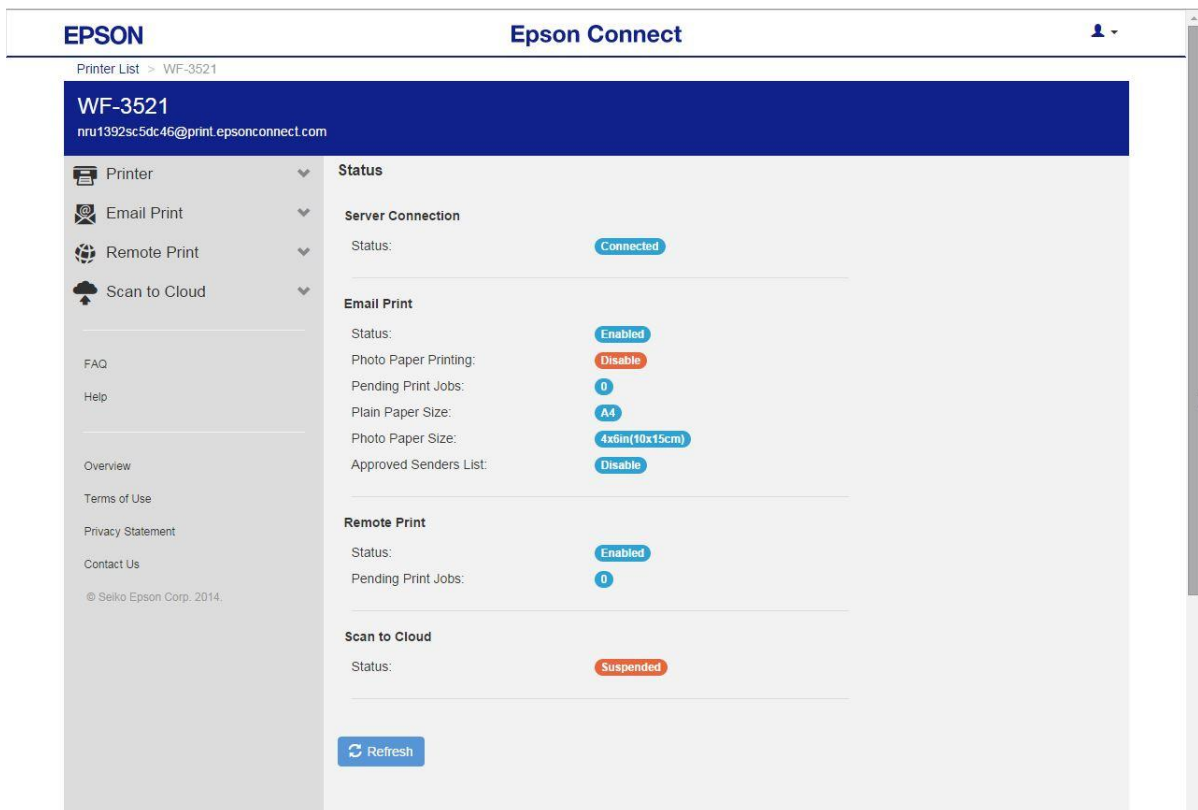 EPSON
Epson Connect
Printer List > WF-3521
WF-3521
nru1392sc5dc46@print.epsonconnect.com
Printer
Email Print
Remote Print
Scan to Cloud
FAQ
Help
Overview
Terms of Use
Privacy Statement
Contact Us
© Seiko Epson Corp. 2014.
Status
Server Connection
Status: Connected
Email Print
Status: Enabled
Photo Paper Printing: Disable
Pending Print Jobs: 0
Plain Paper Size: A4
Photo Paper Size: 4x6in(10x15cm)
Approved Senders List: Disable
Remote Print
Status: Enabled
Pending Print Jobs: 0
Scan to Cloud
Status: Suspended
Refresh